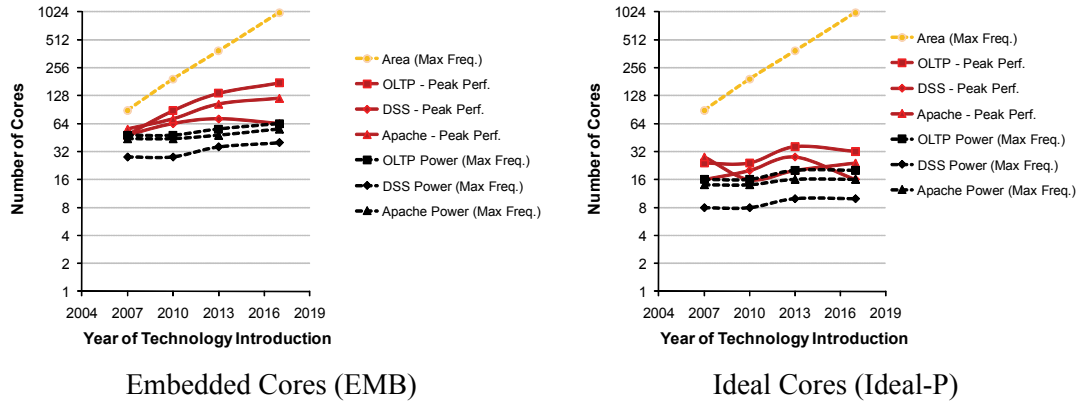 1024
512
256
128
64
32
16
8
4
2
1
Number of Cores
2004 2007 2010 2013 2016 2019
Year of Technology Introduction
Area (Max Freq.)
OLTP - Peak Perf.
DSS - Peak Perf.
Apache - Peak Perf.
OLTP Power (Max Freq.)
DSS Power (Max Freq.)
Apache Power (Max Freq.)
Embedded Cores (EMB)
1024
512
256
128
64
32
16
8
4
2
1
Number of Cores
2004 2007 2010 2013 2016 2019
Year of Technology Introduction
Area (Max Freq.)
OLTP - Peak Perf.
DSS - Peak Perf.
Apache - Peak Perf.
OLTP Power (Max Freq.)
DSS Power (Max Freq.)
Apache Power (Max Freq.)
Ideal Cores (Ideal-P)